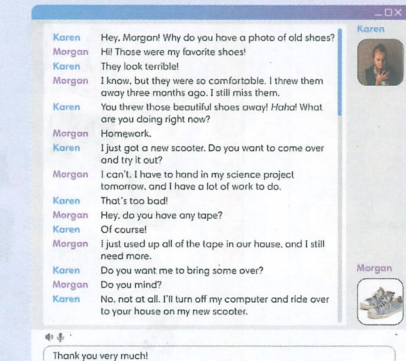 Karen
Karen Hey, Morgan! Why do you have a photo of old shoes?
Morgan Hi! Those were my favorite shoes!
Karen They look terrible!
Morgan I know, but they were so comfortable. I threw them
away three months ago. I still miss them.
Karen You threw those beautiful shoes away! Haha! What
are you doing right now?
Morgan Homework.
Karen I just got a new scooter. Do you want to come over
and try it out?
Morgan I can't. I have to hand in my science project
tomorrow, and I have a lot of work to do.
Karen That's too bad!
Morgan Hey, do you have any tape?
Karen Of course!
Morgan I just used up all of the tape in our house, and I still
need more.
Karen Do you want me to bring some over?
Morgan Do you mind?
Karen No, not at all. I'll turn off my computer and ride over
to your house on my new scooter.
Morgan
Thank you very much!